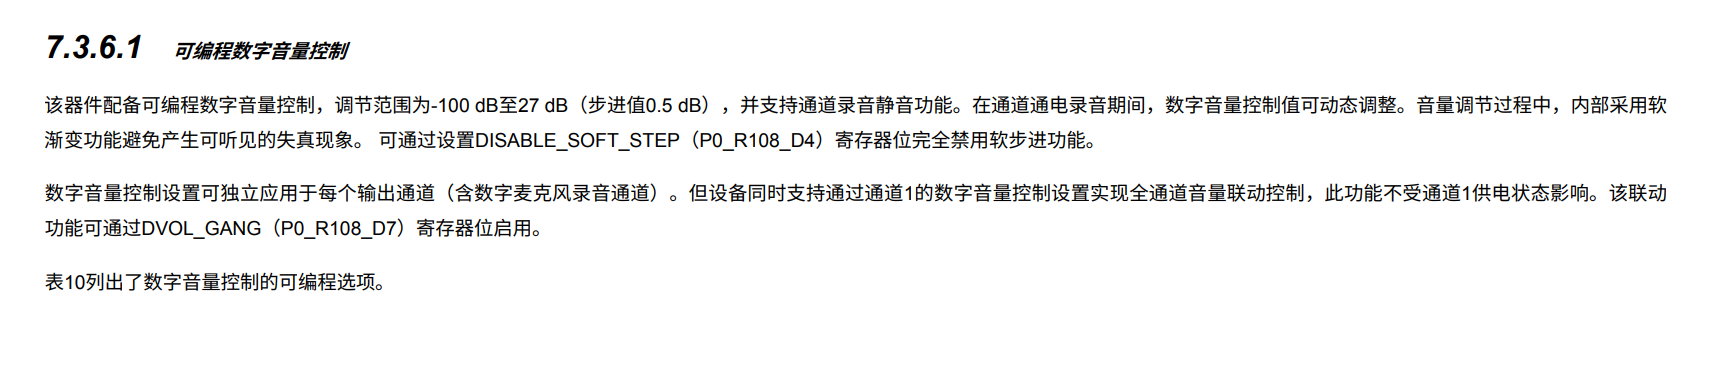 7.3.6.1 可编程数字音量控制
该器件配备可编程数字音量控制，调节范围为-100 dB至27 dB（步进值0.5 dB），并支持通道录音静音功能。在通道通电录音期间，数字音量控制值可动态调整。音量调节过程中，内部采用软
渐变功能避免产生可听见的失真现象。 可通过设置DISABLE_SOFT_STEP（P0_R108_D4）寄存器位完全禁用软步进功能。
数字音量控制设置可独立应用于每个输出通道（含数字麦克风录音通道）。但设备同时支持通过通道1的数字音量控制设置实现全通道音量联动控制，此功能不受通道1供电状态影响。该联动
功能可通过DVOL_GANG（P0_R108_D7）寄存器位启用。
表10列出了数字音量控制的可编程选项。